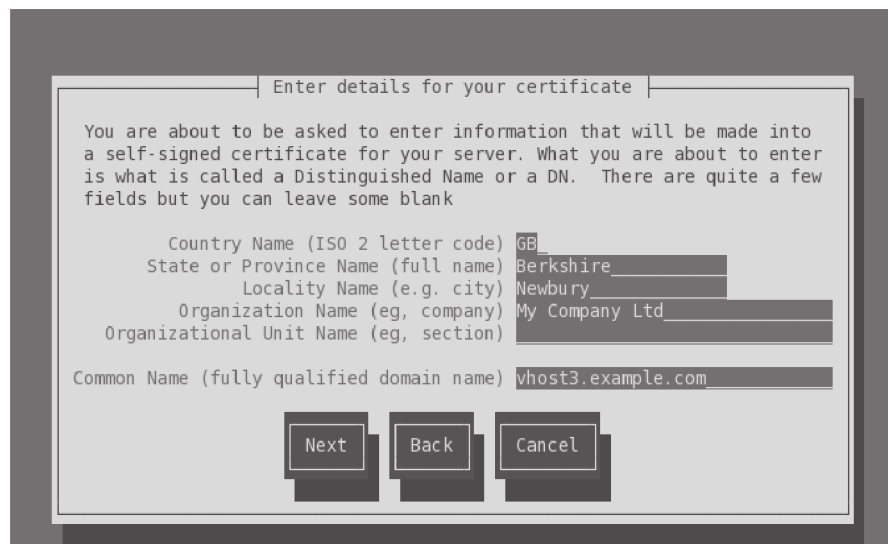 Enter details for your certificate
You are about to be asked to enter information that will be made into
a self-signed certificate for your server. What you are about to enter
is what is called a Distinguished Name or a DN.  There are quite a few
fields but you can leave some blank
Country Name (ISO 2 letter code) GB_
State or Province Name (full name) Berkshire
Locality Name (e.g. city) Newbury
Organization Name (eg, company) My Company Ltd
Organizational Unit Name (eg, section)
Common Name (fully qualified domain name) vhost3.example.com
Next Back Cancel